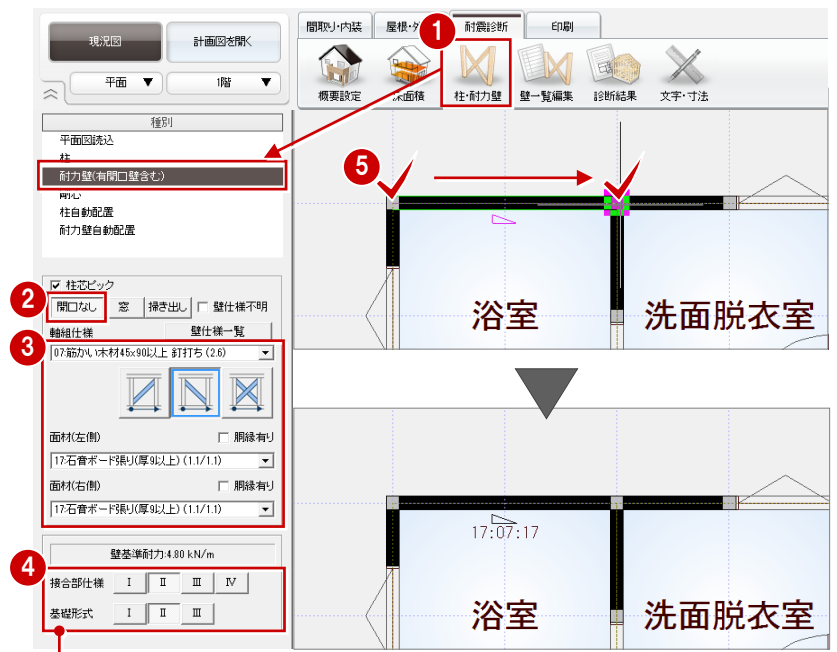 現況図
計画図を開く
平面 ▼
1階 ▼
間取り・内装
屋根・
耐震診断
印刷
1
概要設定
床面積
柱・耐力壁
壁一覧編集
診断結果
文字・寸法
種別
平面図読込
柱
耐力壁(有開口壁含む)
剛心
柱自動配置
耐力壁自動配置
5
柱芯ピック
2
開口なし
窓
掃き出し
壁仕様不明
軸組仕様
壁仕様一覧
3
07:筋かい木材45x90以上 釘打ち (2.6)
面材(左側)
胴縁有り
17:石膏ボード張り(厚9以上) (1.1/1.1)
面材(右側)
胴縁有り
17:石膏ボード張り(厚9以上) (1.1/1.1)
壁基準耐力:4.80 kN/m
4
接合部仕様 Ⅰ Ⅱ Ⅲ Ⅳ
基礎形式 Ⅰ Ⅱ Ⅲ
浴室
洗面脱衣室
17:07:17
浴室
洗面脱衣室